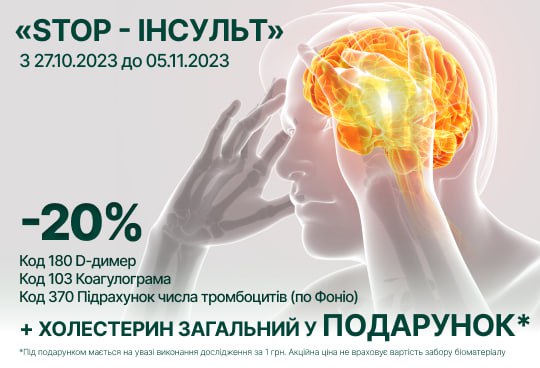 «STOP - ІНСУЛЬТ»
З 27.10.2023 до 05.11.2023
-20%
Код 180 D-димер
Код 103 Коагулограма
Код 370 Підрахунок числа тромбоцитів (по Фоніо)
+ ХОЛЕСТЕРИН ЗАГАЛЬНИЙ У ПОДАРУНОК*
*Під подарунком мається на увазі виконання дослідження за 1 грн. Акційна ціна не враховує вартість забору біоматеріалу